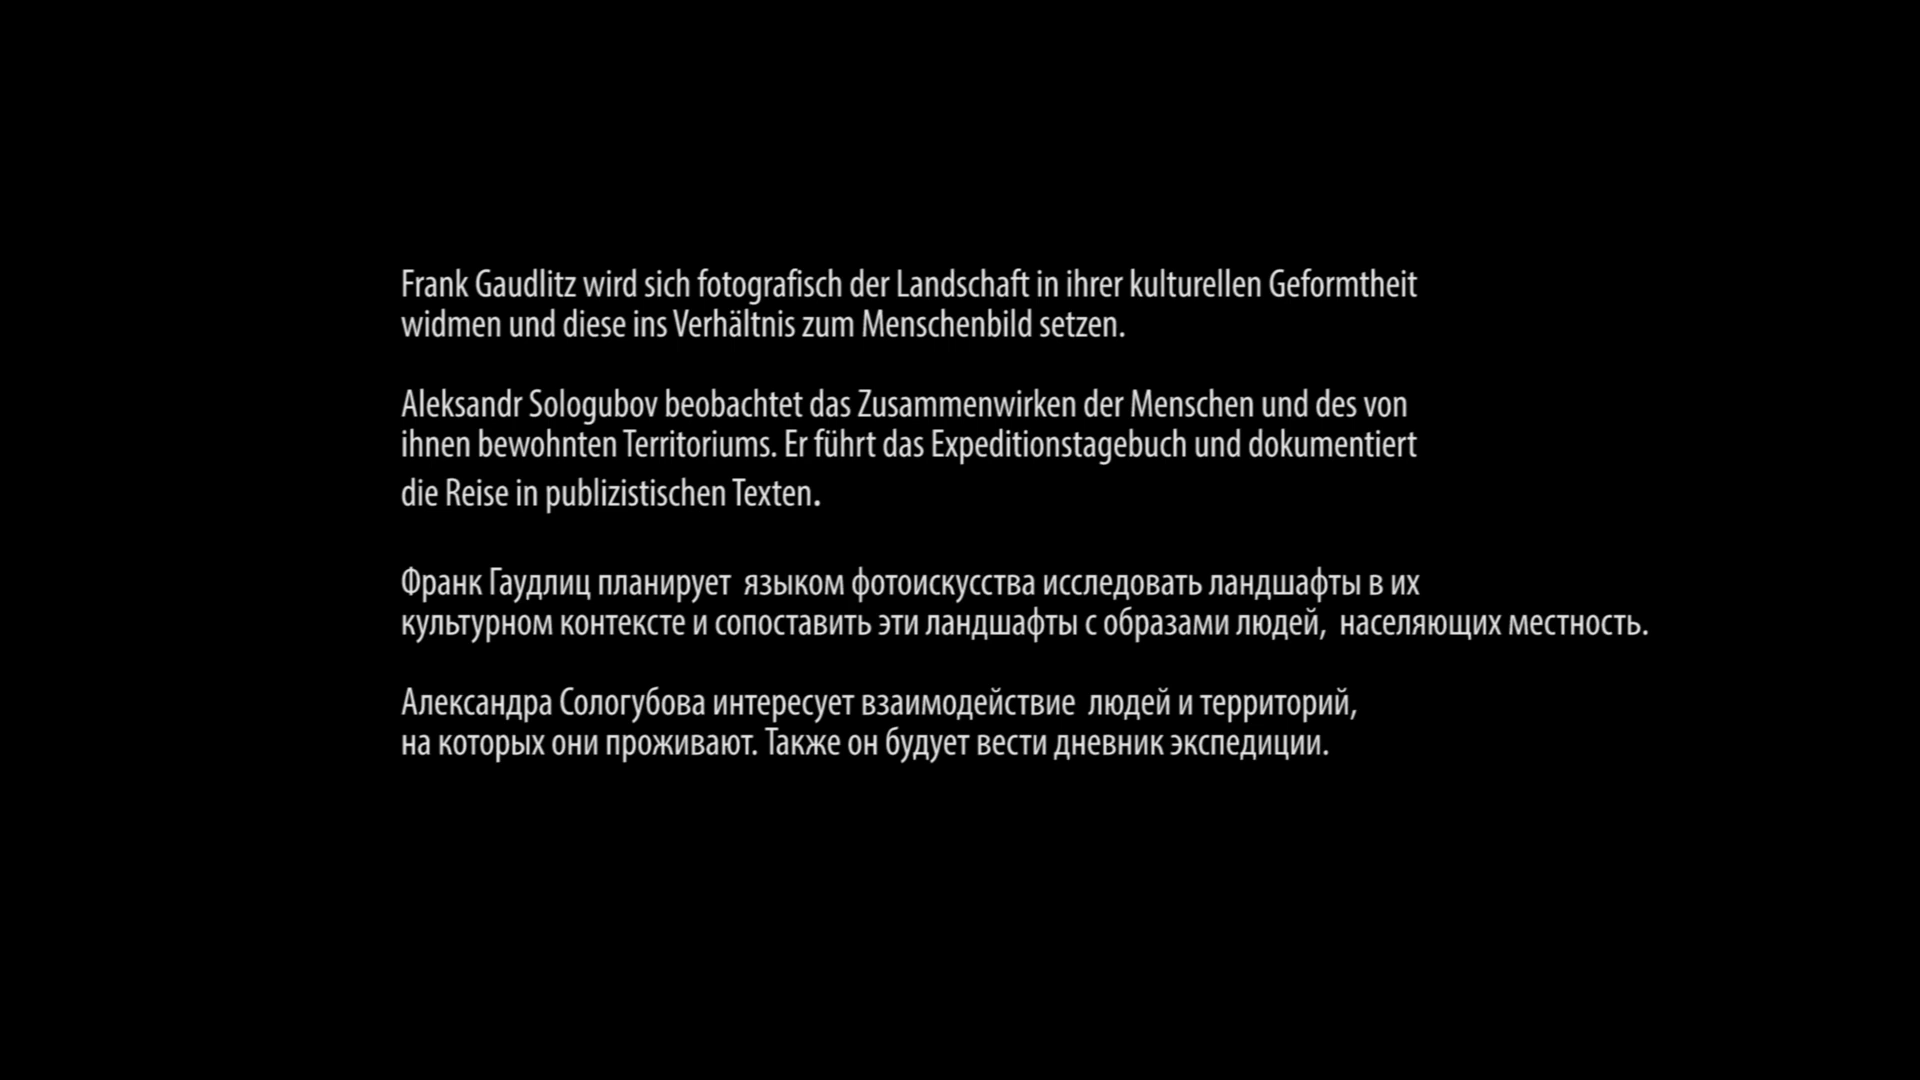 Frank Gaudlitz wird sich fotografisch der Landschaft in ihrer kulturellen Geformtheit
widmen und diese ins Verhältnis zum Menschenbild setzen.
Aleksandr Sologubov beobachtet das Zusammenwirken der Menschen und des von
ihnen bewohnten Territoriums. Er führt das Expeditionstagebuch und dokumentiert
die Reise in publizistischen Texten.
Франк Гаудлиц планирует языком фотоискусства исследовать ландшафты в их
культурном контексте и сопоставить эти ландшафты с образами людей, населяющих местность.
Александра Сологубова интересует взаимодействие людей и территорий,
на которых они проживают. Также он будует вести дневник экспедиции.